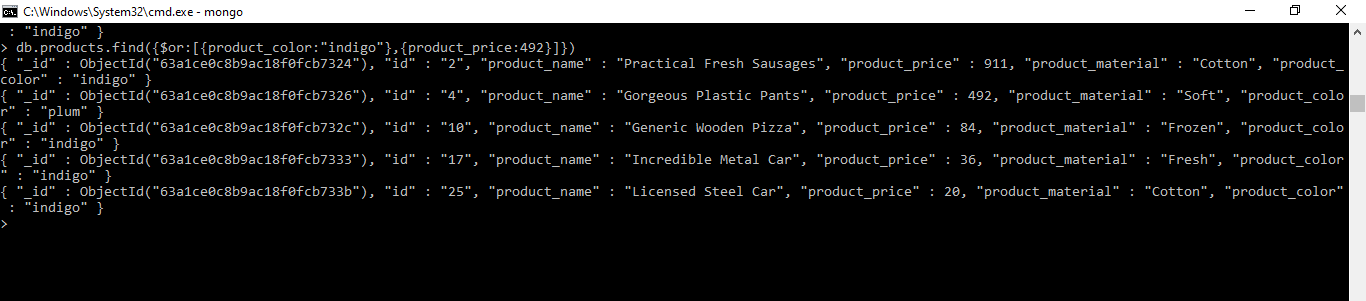 C:\Windows\System32\cmd.exe - mongo
 : "indigo" }
> db.products.find({$or:[{product_color:"indigo"},{product_price:492}]})
{ "_id" : ObjectId("63a1ce0c8b9ac18f0fcb7324"), "id" : "2", "product_name" : "Practical Fresh Sausages", "product_price" : 911, "product_material" : "Cotton", "product_
color" : "indigo" }
{ "_id" : ObjectId("63a1ce0c8b9ac18f0fcb7326"), "id" : "4", "product_name" : "Gorgeous Plastic Pants", "product_price" : 492, "product_material" : "Soft", "product_colo
r" : "plum" }
{ "_id" : ObjectId("63a1ce0c8b9ac18f0fcb732c"), "id" : "10", "product_name" : "Generic Wooden Pizza", "product_price" : 84, "product_material" : "Frozen", "product_colo
r" : "indigo" }
{ "_id" : ObjectId("63a1ce0c8b9ac18f0fcb7333"), "id" : "17", "product_name" : "Incredible Metal Car", "product_price" : 36, "product_material" : "Fresh", "product_color
" : "indigo" }
{ "_id" : ObjectId("63a1ce0c8b9ac18f0fcb733b"), "id" : "25", "product_name" : "Licensed Steel Car", "product_price" : 20, "product_material" : "Cotton", "product_color"
 : "indigo" }
>